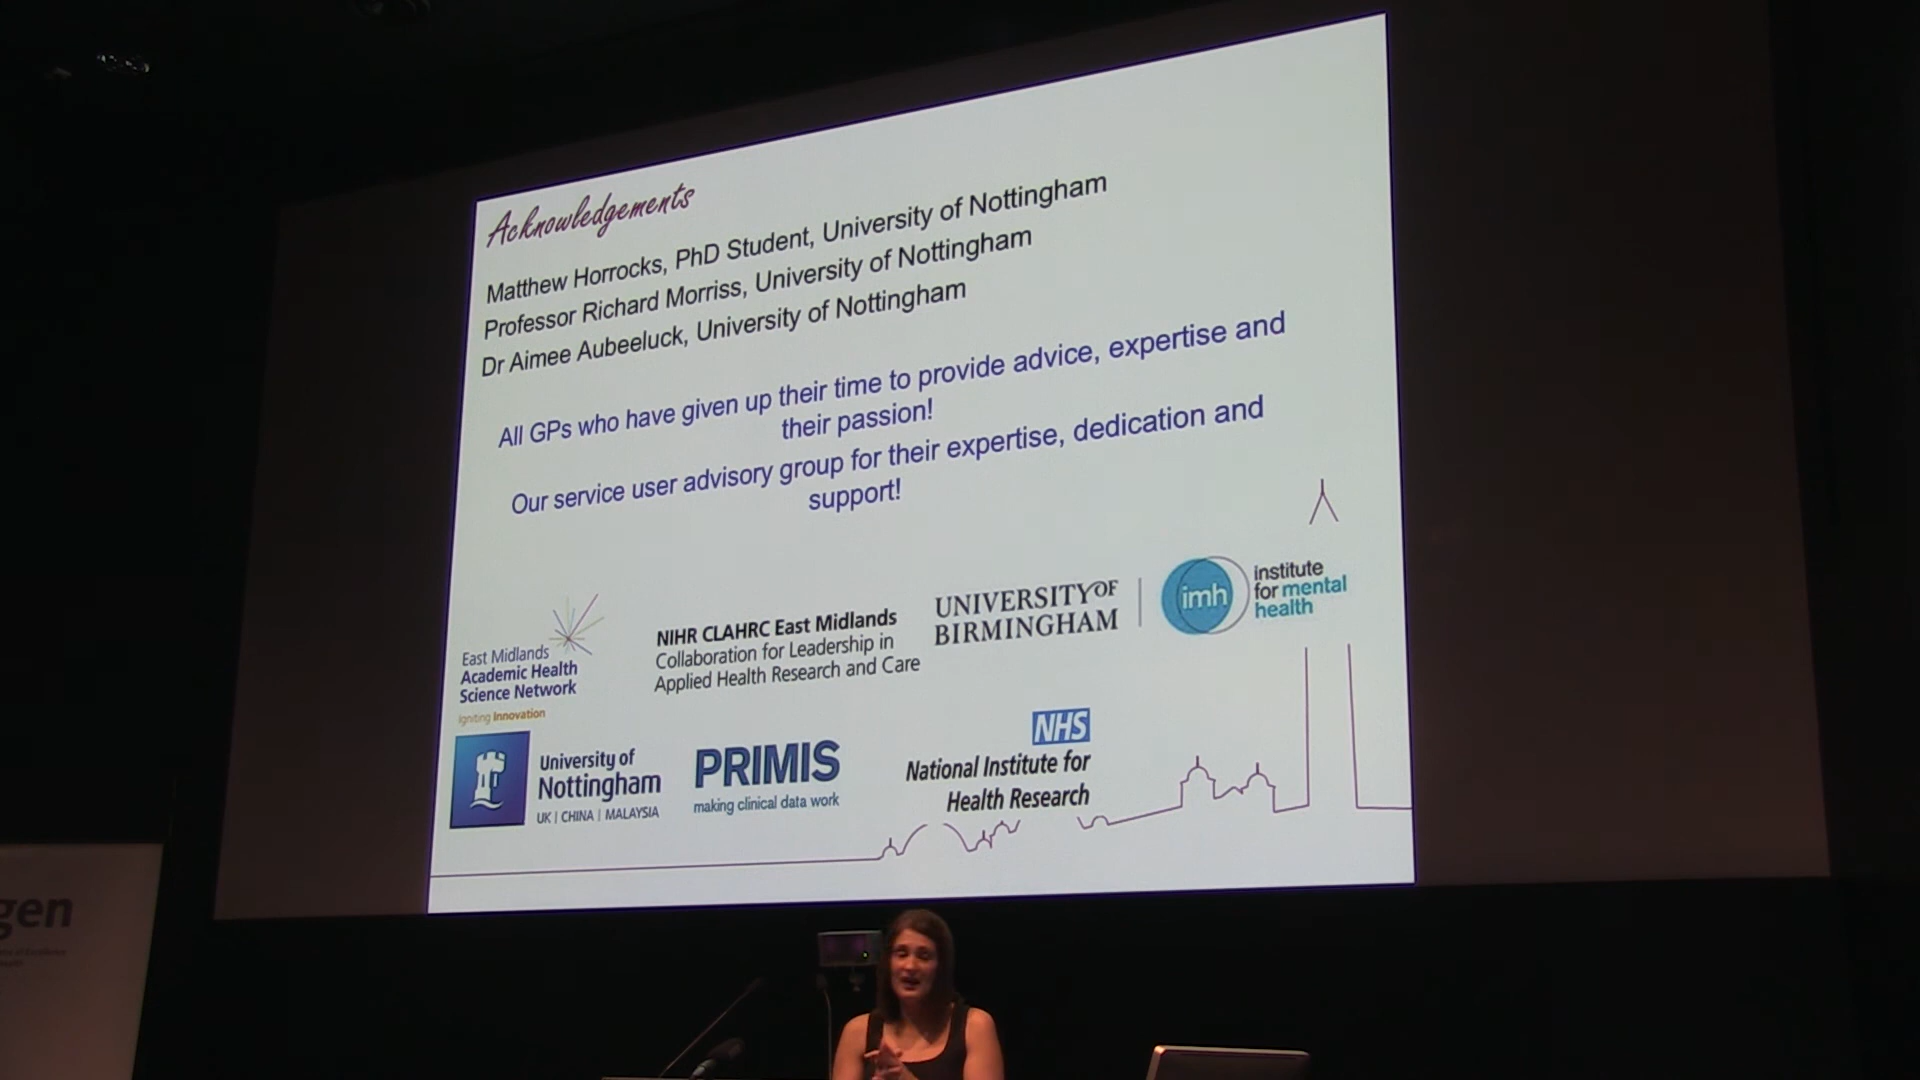 Acknowledgements
Matthew Horrocks, PhD Student, University of Nottingham
Professor Richard Morriss, University of Nottingham
Dr Aimee Aubeeluck, University of Nottingham
All GPs who have given up their time to provide advice, expertise and
their passion!
Our service user advisory group for their expertise, dedication and
support!
East Midlands
Academic Health
Science Network
Igniting Innovation
NIHR CLAHRC East Midlands
Collaboration for Leadership in
Applied Health Research and Care
UNIVERSITY OF
BIRMINGHAM
imh
institute
for mental
health
University of
Nottingham
UK | CHINA | MALAYSIA
PRIMIS
making clinical data work
NHS
National Institute for
Health Research
gen